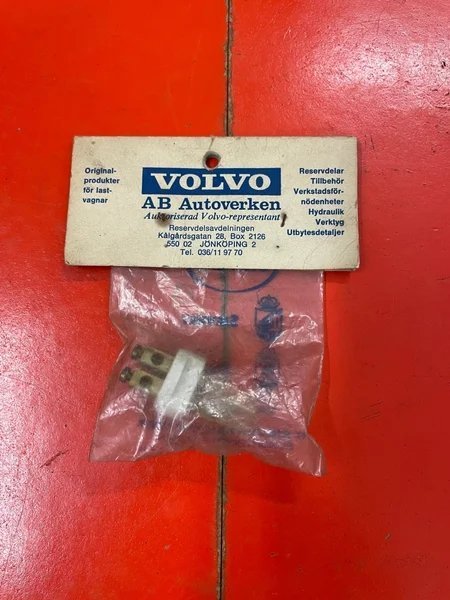 Original-
produkter
för last-
vagnar
VOLVO
AB Autoverken
Auktoriserad Volvo-representant
Reservdelsavdelningen
Kålgårdsgatan 28, Box 2126
550 02 JÖNKÖPING 2
Tel. 036/11 97 70
Reservdelar
Tillbehör
Verkstadsför-
nödenheter
Hydraulik
Verktyg
Utbytesdetaljer